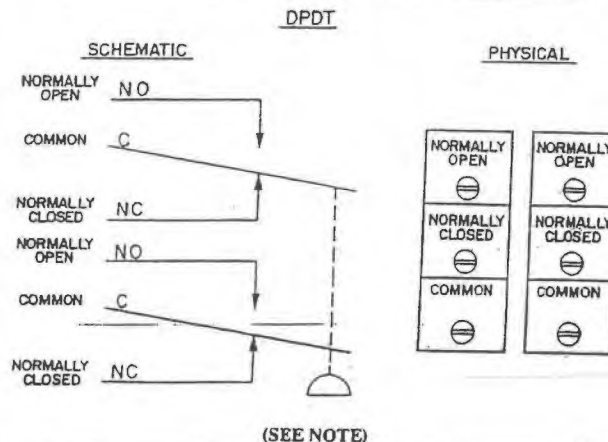 DPDT
SCHEMATIC
NORMALLY
OPEN
NO
COMMON
C
NORMALLY
CLOSED
NC
NORMALLY
OPEN
NO
COMMON
C
NORMALLY
CLOSED
NC
PHYSICAL
NORMALLY
OPEN
NORMALLY
CLOSED
COMMON
NORMALLY
OPEN
NORMALLY
CLOSED
COMMON
(SEE NOTE)